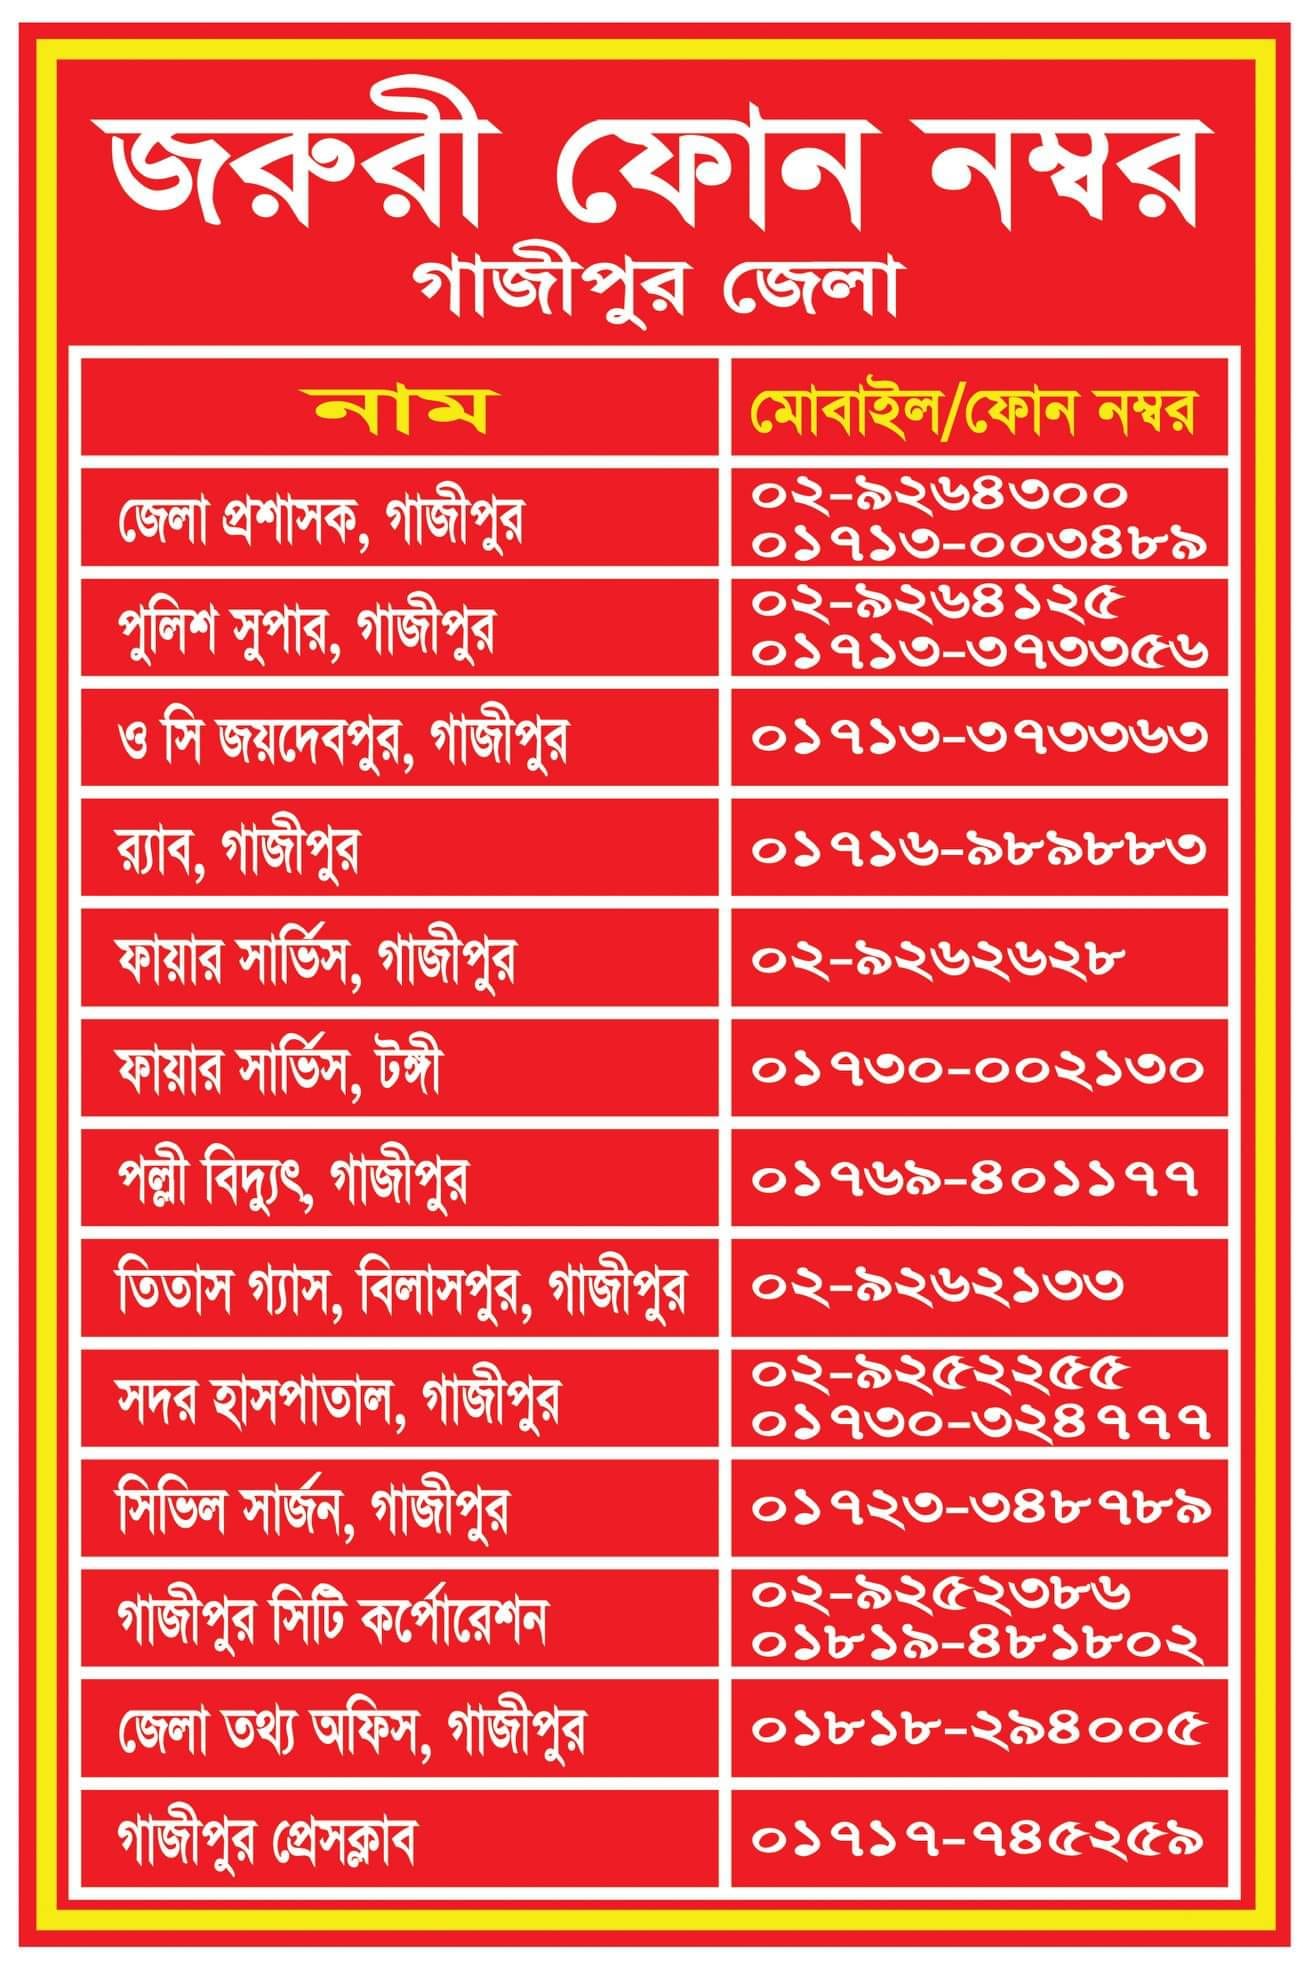 জরুরী ফোন নম্বর
গাজীপুর জেলা
নাম মোবাইল/ফোন নম্বর
জেলা প্রশাসক, গাজীপুর ০২-৯২৬৪৩০০
০১৭১৩-০০৩৪৮৯
পুলিশ সুপার, গাজীপুর ০২-৯২৬৪১২৫
০১৭১৩-৩৭৩৩৫৬
ও সি জয়দেবপুর, গাজীপুর ০১৭১৩-৩৭৩৩৬৩
র‍্যাব, গাজীপুর ০১৭১৬-৯৮৯৮৮৩
ফায়ার সার্ভিস, গাজীপুর ০২-৯২৬২৬২৮
ফায়ার সার্ভিস, টঙ্গী ০১৭৩০-০০২১৩০
পল্লী বিদ্যুৎ, গাজীপুর ০১৭৬৯-৪০১১৭৭
তিতাস গ্যাস, বিলাসপুর, গাজীপুর ০২-৯২৬২১৩৩
সদর হাসপাতাল, গাজীপুর ০২-৯২৫২২৫৫
০১৭৩০-৩২৪৭৭৭
সিভিল সার্জন, গাজীপুর ০১৭২৩-৩৪৮৭৮৯
গাজীপুর সিটি কর্পোরেশন ০২-৯২৫২৩৮৬
০১৮১৯-৪৮১৮০২
জেলা তথ্য অফিস, গাজীপুর ০১৮১৮-২৯৪০০৫
গাজীপুর প্রেসক্লাব ০১৭১৭-৭৪৫২৫৯